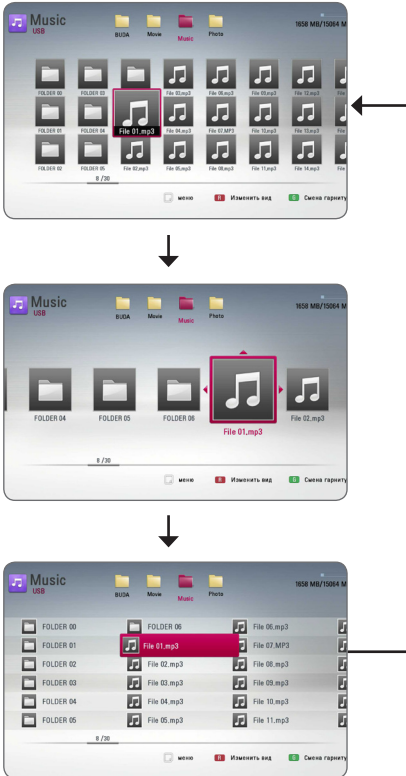 Music
USB
BUDA Movie Music Photo
1658 MB/15064 M
FOLDER 00 FOLDER 03 File 03.mp3 File 06.mp3 File 09.mp3 File 12.mp3 File
FOLDER 01 FOLDER 04 File 01.mp3 File 04.mp3 File 07.MP3 File 10.mp3 File 13.mp3 File
FOLDER 02 FOLDER 05 File 02.mp3 File 05.mp3 File 08.mp3 File 11.mp3 File 14.mp3 File
8 /30
меню R Изменить вид G Смена гарниту
Music
USB
BUDA Movie Music Photo
1658 MB/15064 M
FOLDER 04 FOLDER 05 FOLDER 06 File 01.mp3 File 02.mp3
8 /30
меню R Изменить вид G Смена гарниту
Music
USB
BUDA Movie Music Photo
1658 MB/15064 M
FOLDER 00 FOLDER 06 File 06.mp3
FOLDER 01 File 01.mp3 File 07.MP3
FOLDER 02 File 02.mp3 File 08.mp3
FOLDER 03 File 03.mp3 File 09.mp3
FOLDER 04 File 04.mp3 File 10.mp3
FOLDER 05 File 05.mp3 File 11.mp3
8 /30
меню R Изменить вид G Смена гарниту